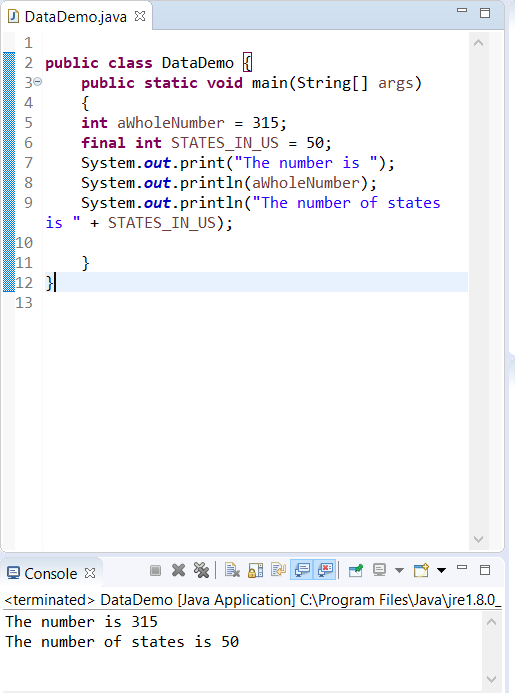 DataDemo.java
1
2 public class DataDemo {
3 public static void main(String[] args)
4 {
5 int aWholeNumber = 315;
6 final int STATES_IN_US = 50;
7 System.out.print("The number is ");
8 System.out.println(aWholeNumber);
9 System.out.println("The number of states
is " + STATES_IN_US);
10
11 }
12 }
13
Console
<terminated> DataDemo [Java Application] C:\Program Files\Java\jre1.8.0_
The number is 315
The number of states is 50